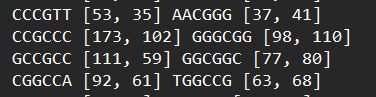 CCCGTT [53, 35] AACGGG [37, 41]
CCGCCC [173, 102] GGGCGG [98, 110]
GCCGCC [111, 59] GGCGGC [77, 80]
CGGCCA [92, 61] TGGCCG [63, 68]